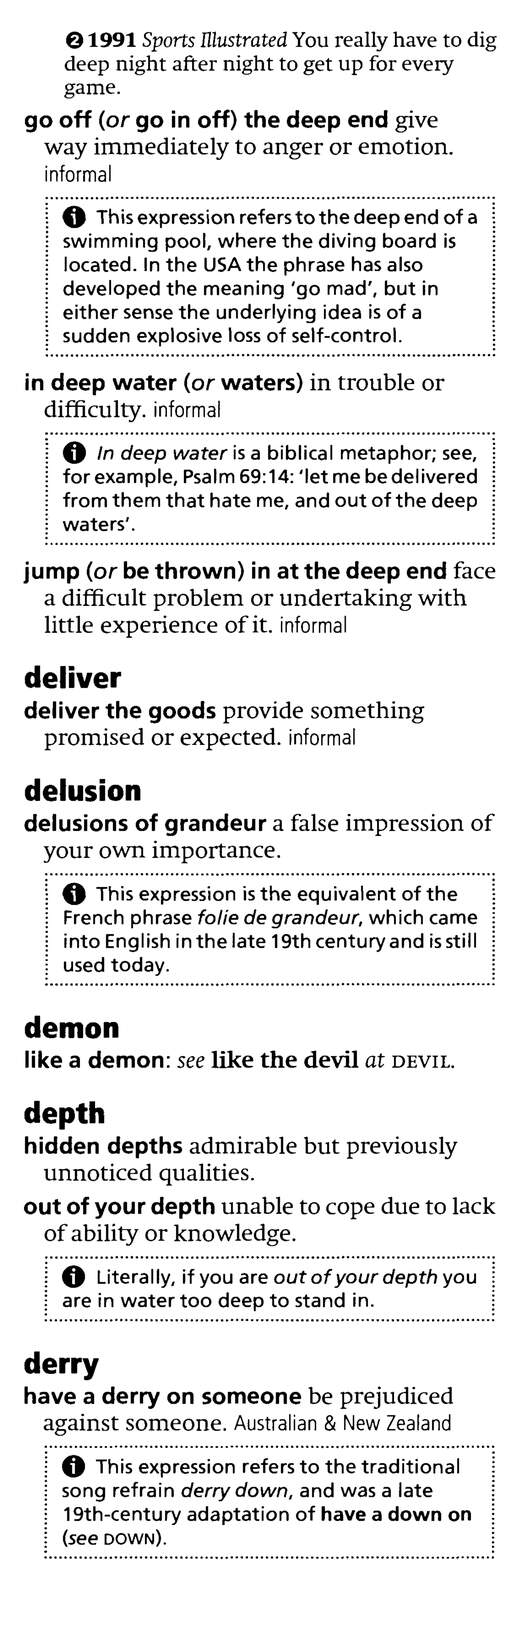 ❷ 1991 Sports Illustrated You really have to dig
deep night after night to get up for every
game.
go off (or go in off) the deep end give
way immediately to anger or emotion.
informal
ℹ This expression refers to the deep end of a
swimming pool, where the diving board is
located. In the USA the phrase has also
developed the meaning ‘go mad’, but in
either sense the underlying idea is of a
sudden explosive loss of self-control.
in deep water (or waters) in trouble or
difficulty. informal
ℹ In deep water is a biblical metaphor; see,
for example, Psalm 69:14: ‘let me be delivered
from them that hate me, and out of the deep
waters’.
jump (or be thrown) in at the deep end face
a difficult problem or undertaking with
little experience of it. informal
deliver
deliver the goods provide something
promised or expected. informal
delusion
delusions of grandeur a false impression of
your own importance.
ℹ This expression is the equivalent of the
French phrase folie de grandeur, which came
into English in the late 19th century and is still
used today.
demon
like a demon: see like the devil at DEVIL.
depth
hidden depths admirable but previously
unnoticed qualities.
out of your depth unable to cope due to lack
of ability or knowledge.
ℹ Literally, if you are out of your depth you
are in water too deep to stand in.
derry
have a derry on someone be prejudiced
against someone. Australian & New Zealand
ℹ This expression refers to the traditional
song refrain derry down, and was a late
19th-century adaptation of have a down on
(see DOWN).